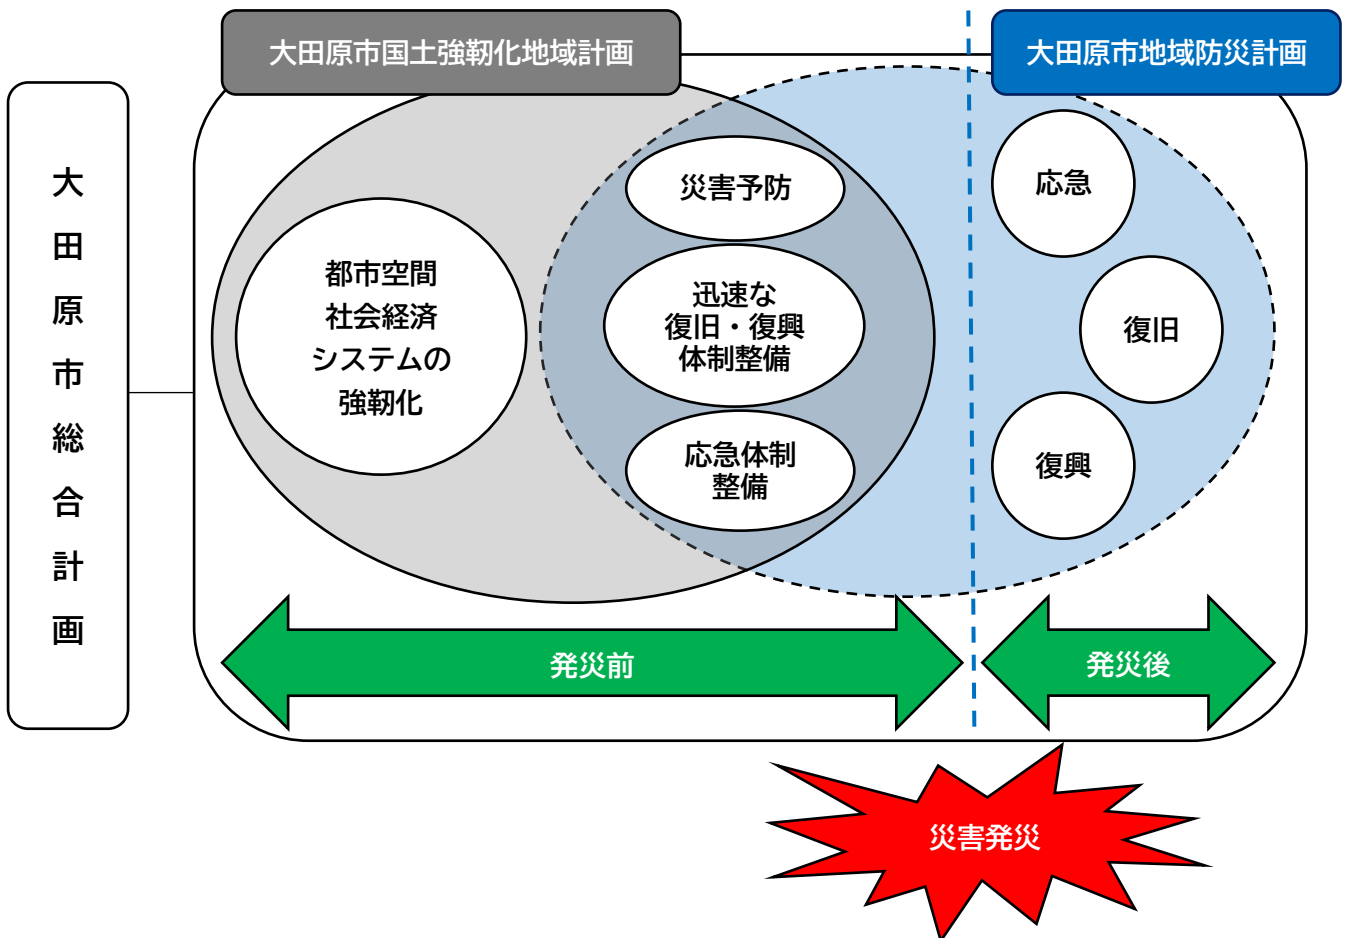 大田原市国土強靭化地域計画
大田原市地域防災計画
大田原市総合計画
都市空間
社会経済
システムの
強靭化
災害予防
迅速な
復旧・復興
体制整備
応急体制
整備
応急
復旧
復興
発災前
発災後
災害発災